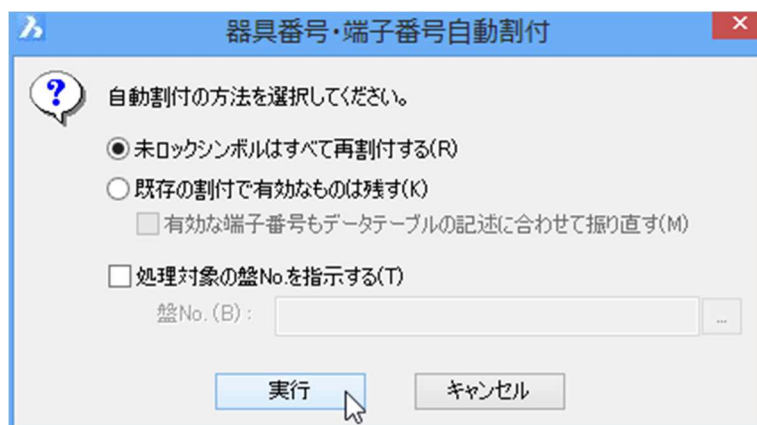 器具番号・端子番号自動割付
自動割付の方法を選択してください。
未ロックシンボルはすべて再割付する(R)
既存の割付で有効なものは残す(K)
有効な端子番号もデータテーブルの記述に合わせて振り直す(M)
処理対象の盤No.を指示する(T)
盤No.(B):
...
実行 キャンセル